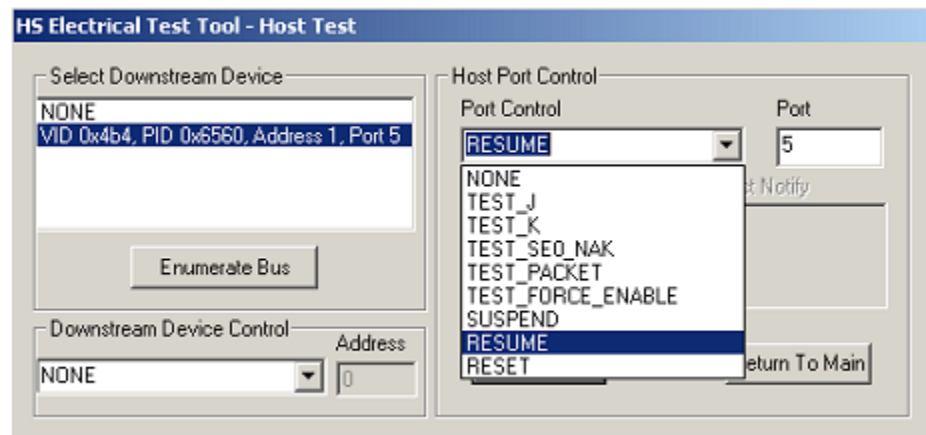 HS Electrical Test Tool - Host Test
Select Downstream Device
NONE
VID 0x4b4, PID 0x6560, Address 1, Port 5
Enumerate Bus
Downstream Device Control
Address
NONE
0
Host Port Control
Port Control
Port
RESUME
5
NONE
TEST_J
TEST_K
TEST_SE0_NAK
TEST_PACKET
TEST_FORCE_ENABLE
SUSPEND
RESUME
RESET
Notify
To Main